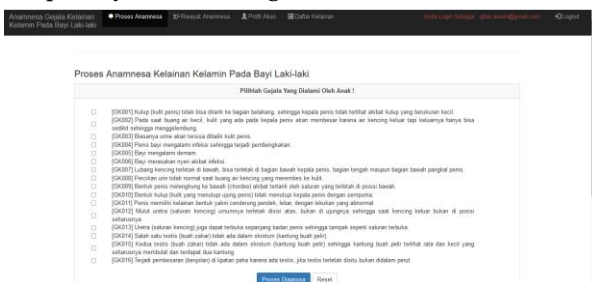 Anamnesa Gejala Kelainan
Kelamin Pada Bayi Laki-laki
Proses Anamnesa
Riwayat Anamnesa
Profil Akun
Daftar Kelainan
Anda Login Sebagai
Logout
Proses Anamnesa Kelainan Kelamin Pada Bayi Laki-laki
Pilihlah Gejala Yang Dialami Oleh Anak !
[GK001] Kulup (kulit penis) tidak bisa ditarik ke bagian belakang, sehingga kepala penis tidak terlihat akibat kulup yang berukuran kecil
[GK002] Pada saat buang air kecil, kulit yang ada pada kepala penis akan membesar karena air kencing keluar tapi keluarnya hanya bisa
sedikit sehingga menggelembung.
[GK003] Biasanya urine akan tersisa dibalik kulit penis.
[GK004] Penis bayi mengalami infeksi sehingga terjadi pembengkakan.
[GK005] Bayi mengalami demam.
[GK006] Bayi merasakan nyeri akibat infeksi.
[GK007] Lubang kencing terletak di bawah, bisa terletak di bagian bawah kepala penis, bagian tengah maupun bagian bawah pangkal penis.
[GK008] Percikan urin tidak normal saat buang air kencing yang merembes ke kulit.
[GK009] Bentuk penis melengkung ke bawah (chordee) akibat tertarik oleh saluran yang terletak di posisi bawah.
[GK010] Bentuk kulup (kulit yang menutupi ujung penis) tidak menutupi kepala penis dengan sempurna
[GK011] Penis memiliki kelainan bentuk yakni cenderung pendek, lebar, dengan lekukan yang abnormal.
[GK012] Mulut uretra (saluran kencing) umumnya terletak disisi atas, bukan di ujungnya sehingga saat kencing keluar bukan di posisi
seharusnya.
[GK013] Uretra (saluran kencing) juga dapat terbuka sepanjang badan penis sehingga tampak seperti saluran terbuka.
[GK014] Salah satu testis (buah zakar) tidak ada dalam skrotum (kantung buah pelir)
[GK015] Kedua testis (buah zakar) tidak ada dalam skrotum (kantung buah pelir) sehingga kantung buah pelir terlihat rata dan kecil yang
seharusnya membulat dan terdapat dua kantung.
[GK016] Terjadi pembesaran (benjolan) di lipatan paha karena ada testis, jika testis terletak disitu bukan didalam perut.
Proses Diagnosa
Reset